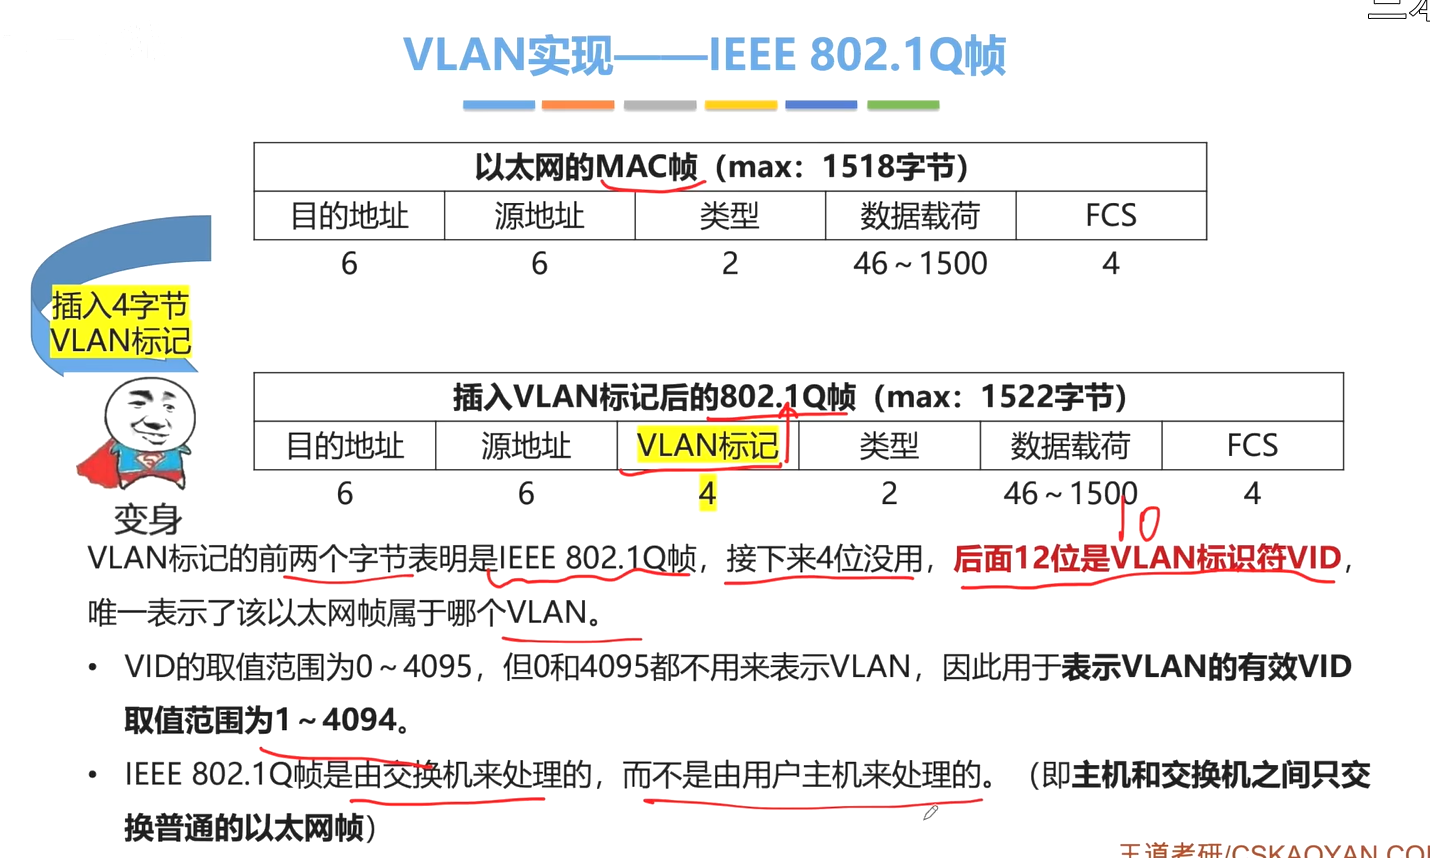 VLAN实现——IEEE 802.1Q帧
以太网的MAC帧（max：1518字节）
目的地址 源地址 类型 数据载荷 FCS
6 6 2 46～1500 4
插入4字节
VLAN标记
插入VLAN标记后的802.1Q帧（max：1522字节）
目的地址 源地址 VLAN标记 类型 数据载荷 FCS
6 6 4 2 46～1500 4
变身
10
VLAN标记的前两个字节表明是IEEE 802.1Q帧，接下来4位没用，后面12位是VLAN标识符VID，
唯一表示了该以太网帧属于哪个VLAN。
• VID的取值范围为0～4095，但0和4095都不用来表示VLAN，因此用于表示VLAN的有效VID
取值范围为1～4094。
• IEEE 802.1Q帧是由交换机来处理的，而不是由用户主机来处理的。（即主机和交换机之间只交
换普通的以太网帧）
王道考研/CSKAOYAN.CO